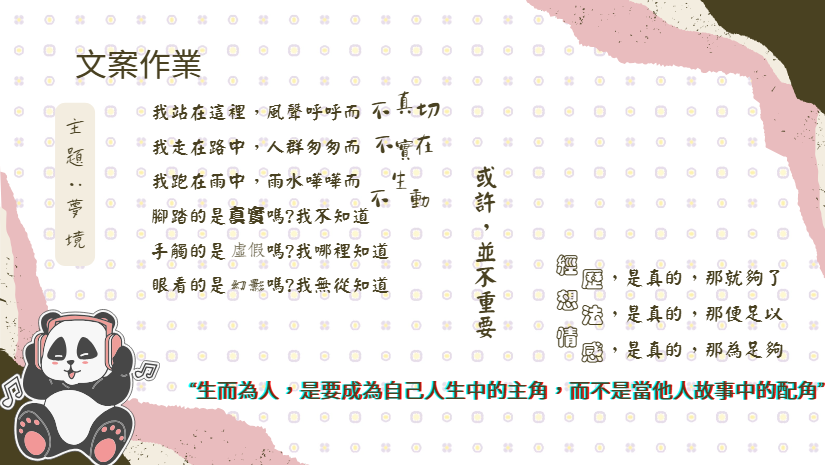 文案作業
主題：夢境
我站在這裡，風聲呼呼而不真切
我走在路中，人群匆匆而不實在
我跑在雨中，雨水嘩嘩而不生動
腳踏的是真實嗎?我不知道
手觸的是虛假嗎?我哪裡知道
眼看的是幻影嗎?我無從知道
或許，並不重要
經歷，是真的，那就夠了
想法，是真的，那便足以
情感，是真的，那為足夠
“生而為人，是要成為自己人生中的主角，而不是當他人故事中的配角”